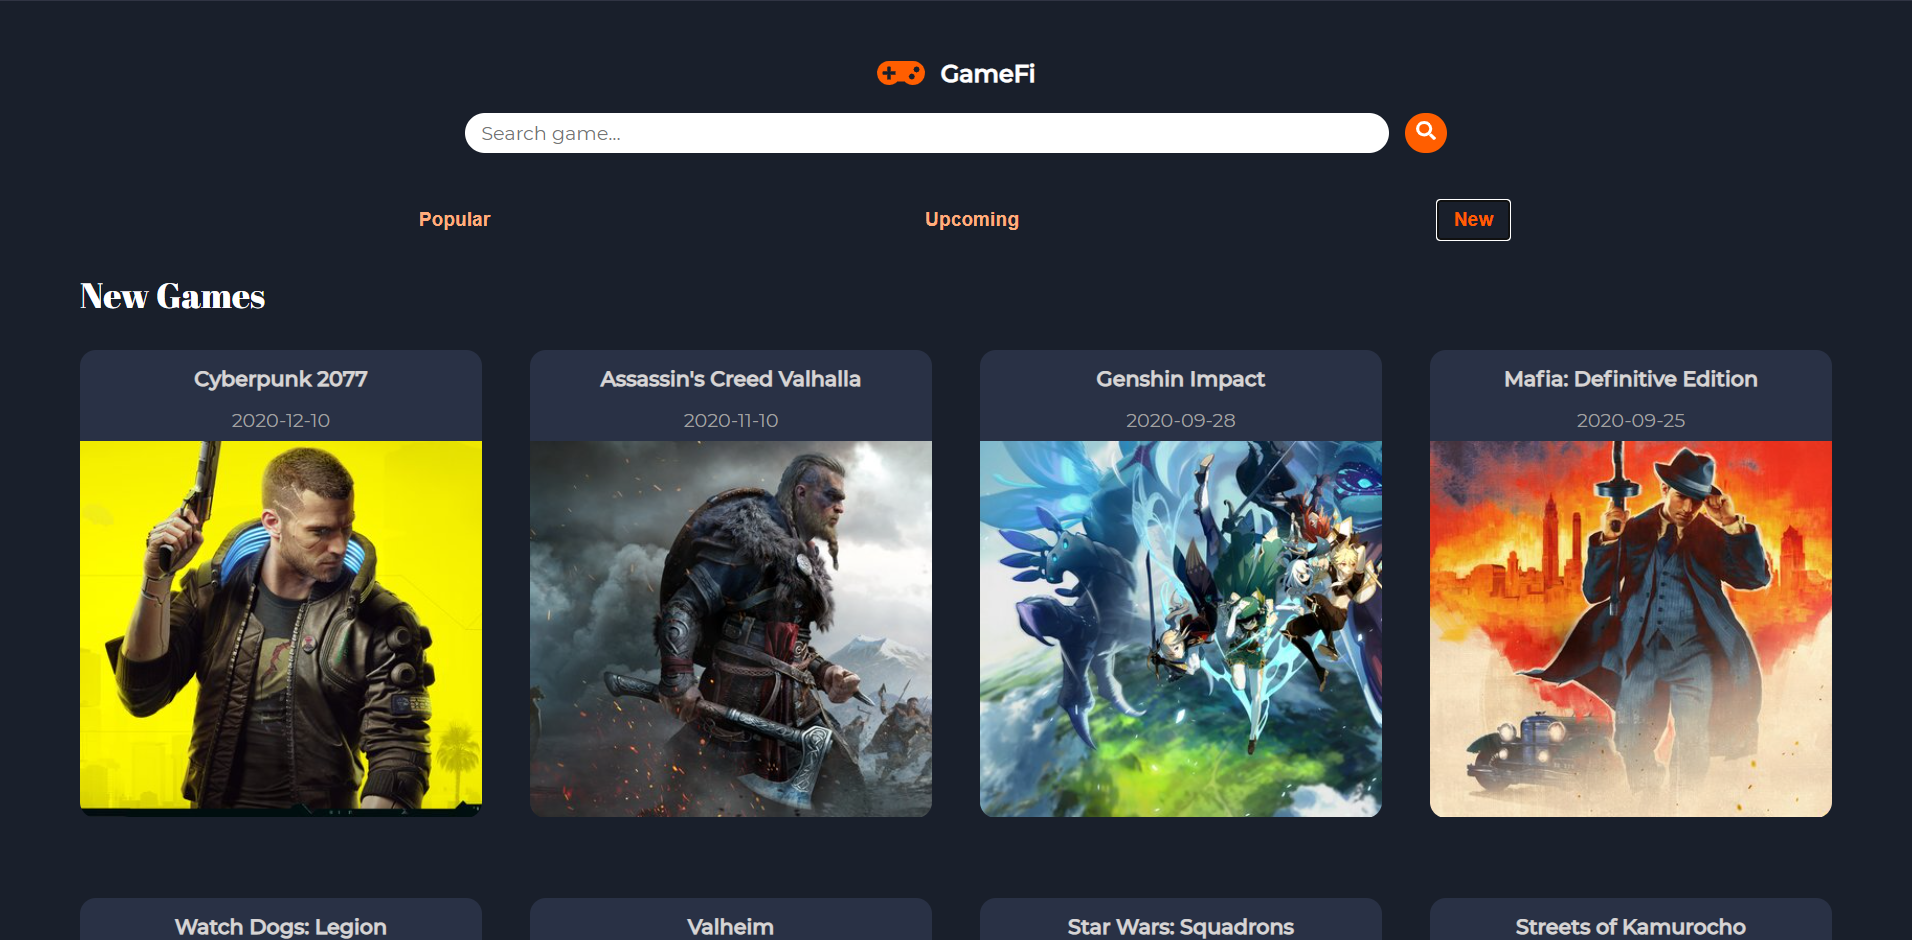 GameFi
Search game...
Popular
Upcoming
New
New Games
Cyberpunk 2077
2020-12-10
Assassin's Creed Valhalla
2020-11-10
Genshin Impact
2020-09-28
Mafia: Definitive Edition
2020-09-25
Watch Dogs: Legion
Valheim
Star Wars: Squadrons
Streets of Kamurocho